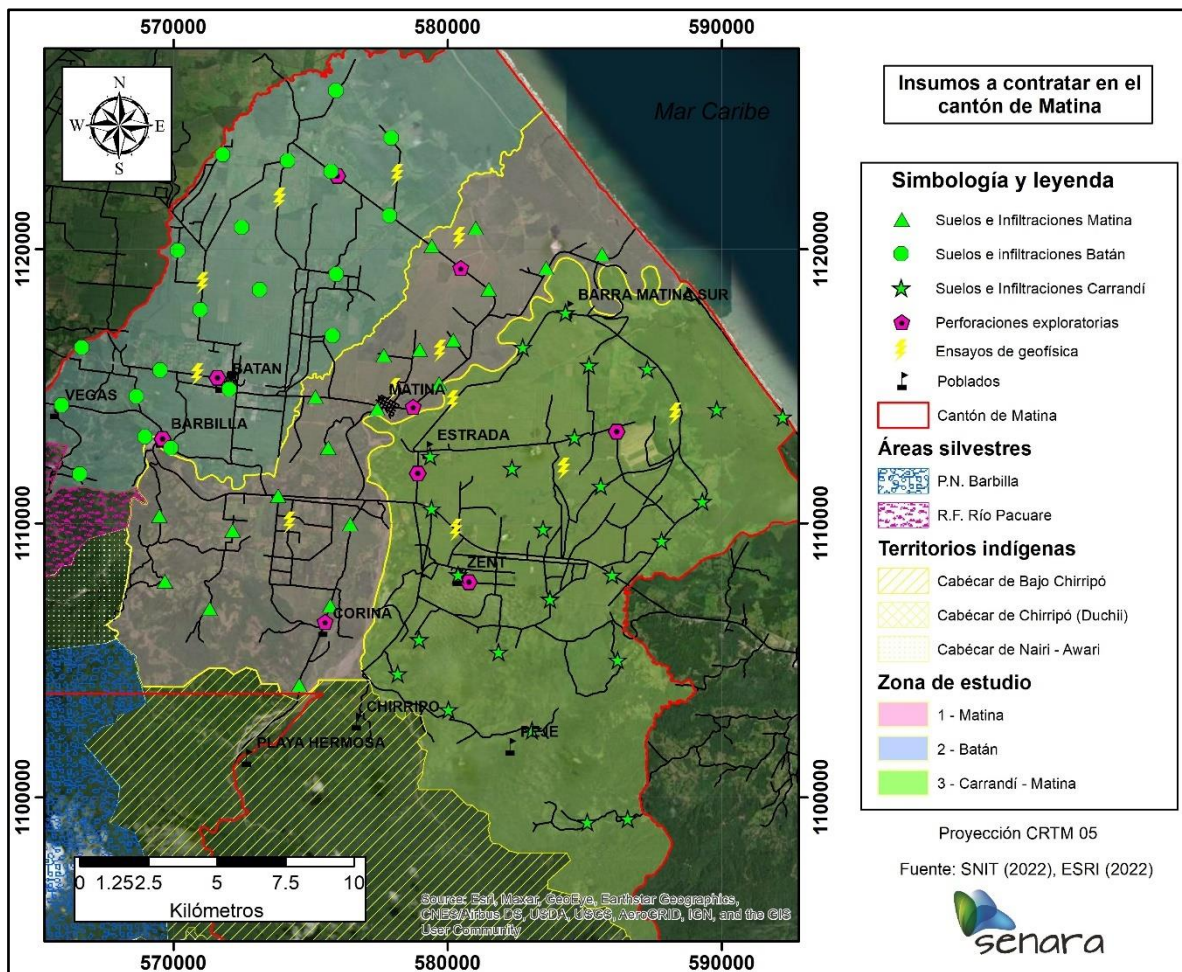 570000
580000
590000
Insumos a contratar en el
cantón de Matina
N
W
E
S
Mar Caribe
Simbología y leyenda
Suelos e Infiltraciones Matina
Suelos e infiltraciones Batán
Suelos e Infiltraciones Carrandí
Perforaciones exploratorias
Ensayos de geofísica
Poblados
Cantón de Matina
Áreas silvestres
P.N. Barbilla
R.F. Río Pacuare
Territorios indígenas
Cabécar de Bajo Chirripó
Cabécar de Chirripó (Duchii)
Cabécar de Nairi - Awari
Zona de estudio
1 - Matina
2 - Batán
3 - Carrandí - Matina
1120000
1120000
BARRA MATINA SUR
BATAN
VEGAS
MATINA
BARBILLA
ESTRADA
1110000
1110000
ZENT
CORINA
CHIRRIPO
PEJE
PLAYA HERMOSA
1100000
1100000
0 1.25 2.5 5 7.5 10
Kilómetros
Source: Esri, Maxar, GeoEye, Earthstar Geographics,
CNES/Airbus DS, USDA, USGS, AeroGRID, IGN, and the GIS
User Community
570000
580000
590000
Proyección CRTM 05
Fuente: SNIT (2022), ESRI (2022)
senara